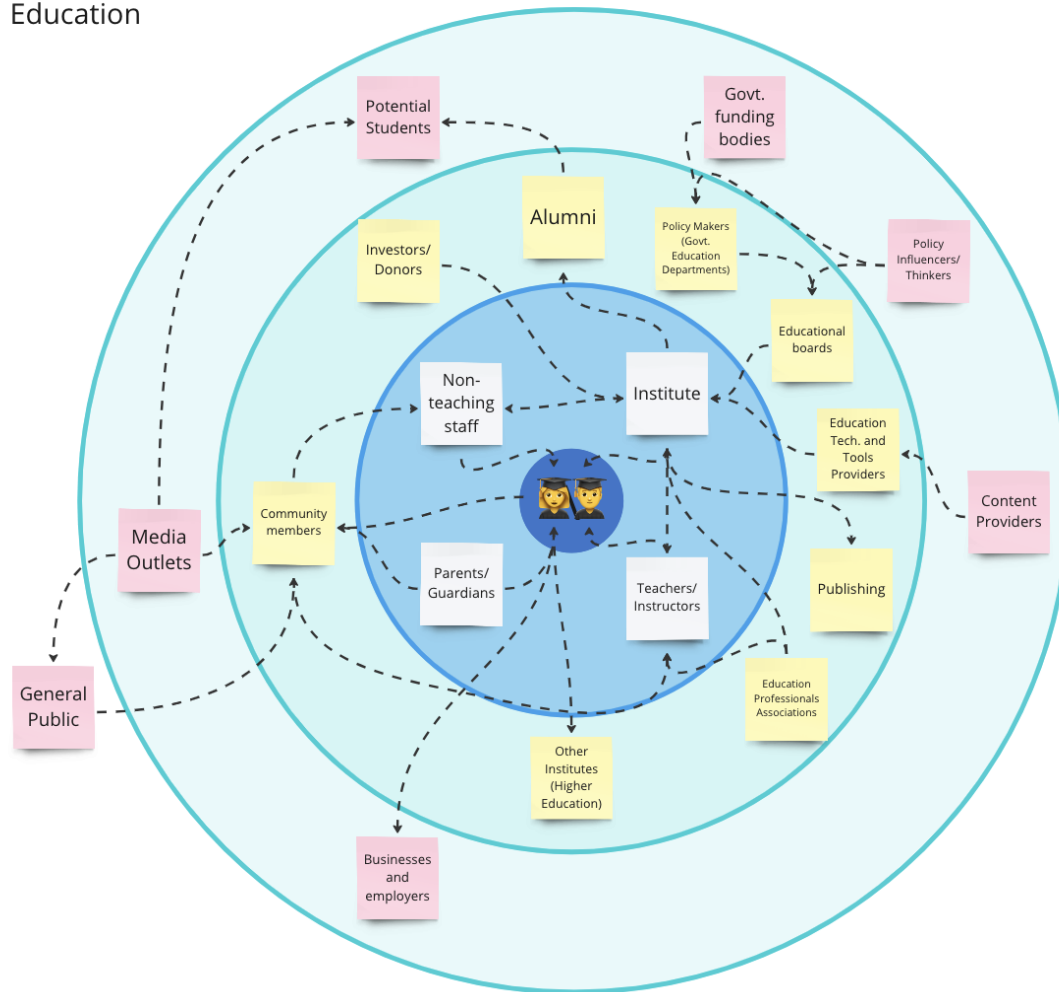 Education
Potential
Students
Govt.
funding
bodies
Alumni
Investors/
Donors
Policy Makers
(Govt.
Education
Departments)
Policy
Influencers/
Thinkers
Educational
boards
Non-
teaching
staff
Institute
Education
Tech. and
Tools
Providers
Content
Providers
Community
members
Media
Outlets
Parents/
Guardians
Teachers/
Instructors
Publishing
General
Public
Education
Professionals
Associations
Other
Institutes
(Higher
Education)
Businesses
and
employers